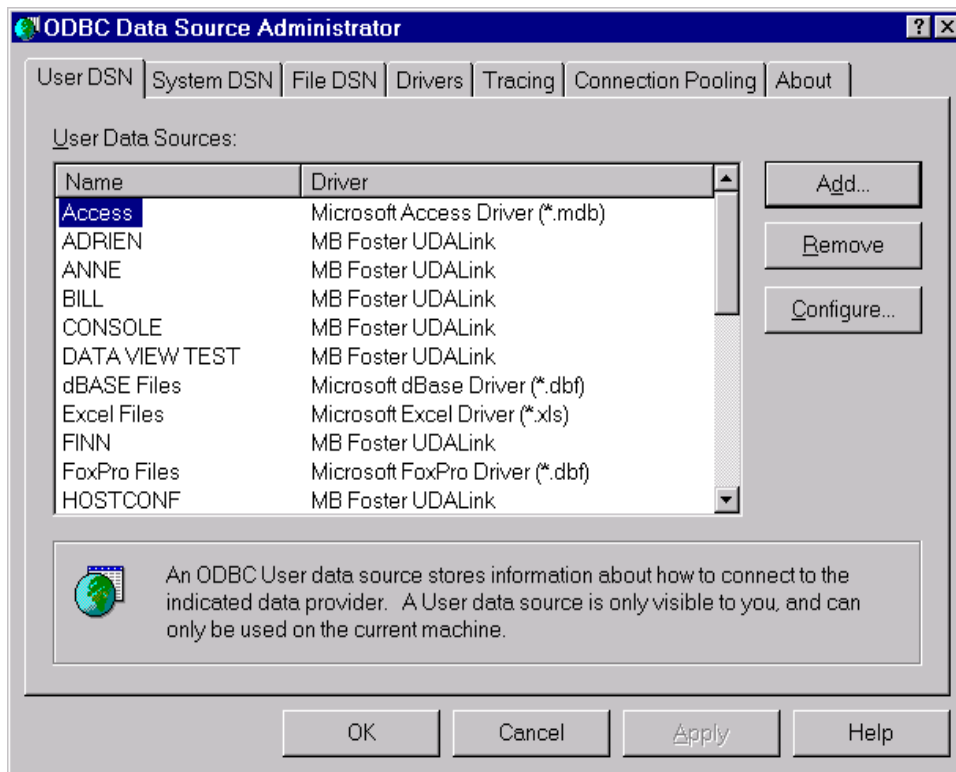 ODBC Data Source Administrator
User DSN System DSN File DSN Drivers Tracing Connection Pooling About
User Data Sources:
Name Driver
Access Microsoft Access Driver (*.mdb)
ADRIEN MB Foster UDALink
ANNE MB Foster UDALink
BILL MB Foster UDALink
CONSOLE MB Foster UDALink
DATA VIEW TEST MB Foster UDALink
dBASE Files Microsoft dBase Driver (*.dbf)
Excel Files Microsoft Excel Driver (*.xls)
FINN MB Foster UDALink
FoxPro Files Microsoft FoxPro Driver (*.dbf)
HOSTCONF MB Foster UDALink
Add...
Remove
Configure...
An ODBC User data source stores information about how to connect to the
indicated data provider. A User data source is only visible to you, and can
only be used on the current machine.
OK Cancel Apply Help